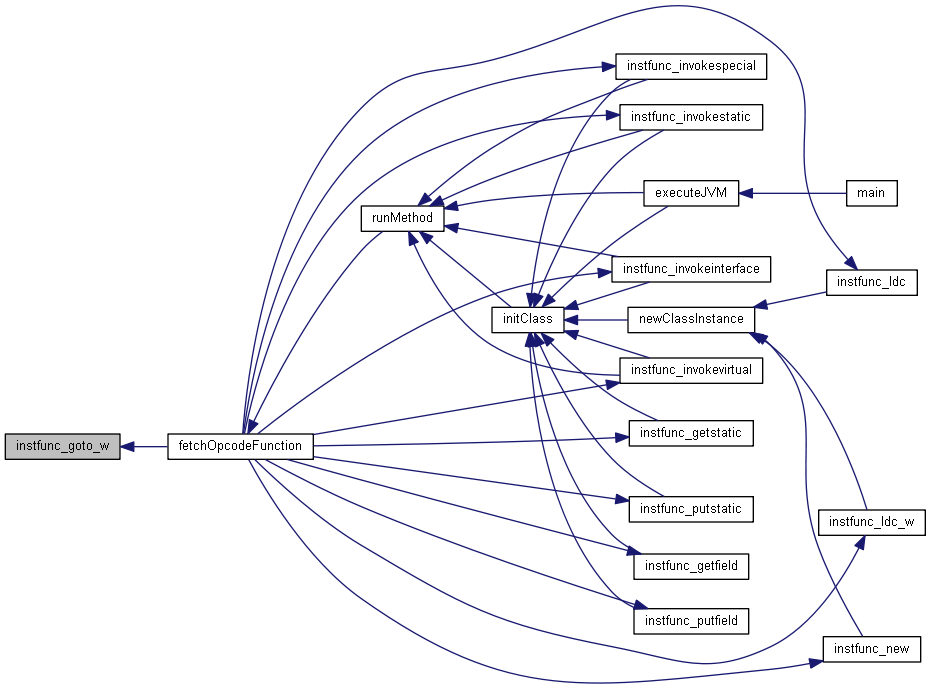 instfunc_invokespecial
instfunc_invokestatic
executeJVM
main
runMethod
instfunc_invokeinterface
instfunc_ldc
initClass
newClassInstance
instfunc_invokevirtual
instfunc_getstatic
instfunc_goto_w
fetchOpcodeFunction
instfunc_putstatic
instfunc_ldc_w
instfunc_getfield
instfunc_putfield
instfunc_new